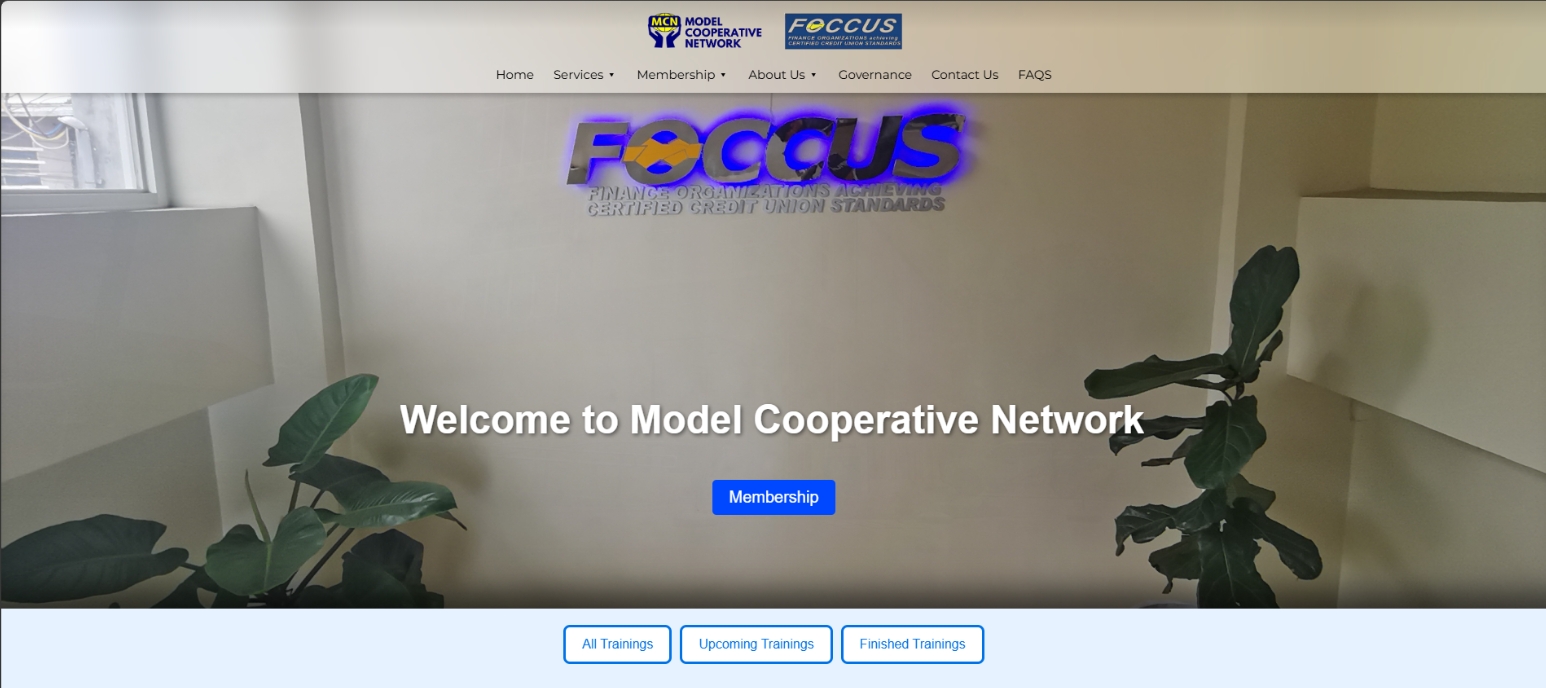 MCN
MODEL
COOPERATIVE
NETWORK
FOCCUS
FINANCE ORGANIZATIONS achieving
CERTIFIED CREDIT UNION STANDARDS
Home Services Membership About Us Governance Contact Us FAQS
FOCCUS
FINANCE ORGANIZATIONS ACHIEVING
CERTIFIED CREDIT UNION STANDARDS
Welcome to Model Cooperative Network
Membership
All Trainings Upcoming Trainings Finished Trainings